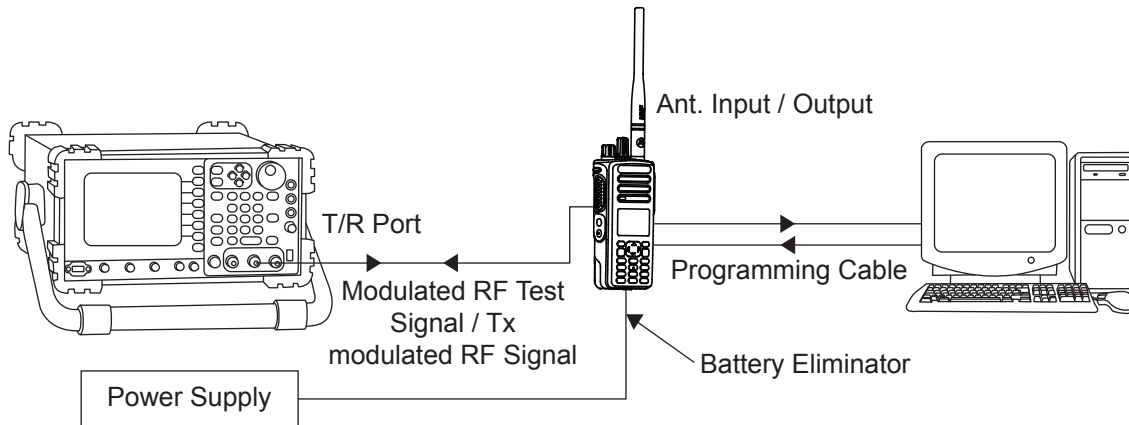 Ant. Input / Output
T/R Port
Programming Cable
Modulated RF Test
Signal / Tx
modulated RF Signal
Battery Eliminator
Power Supply